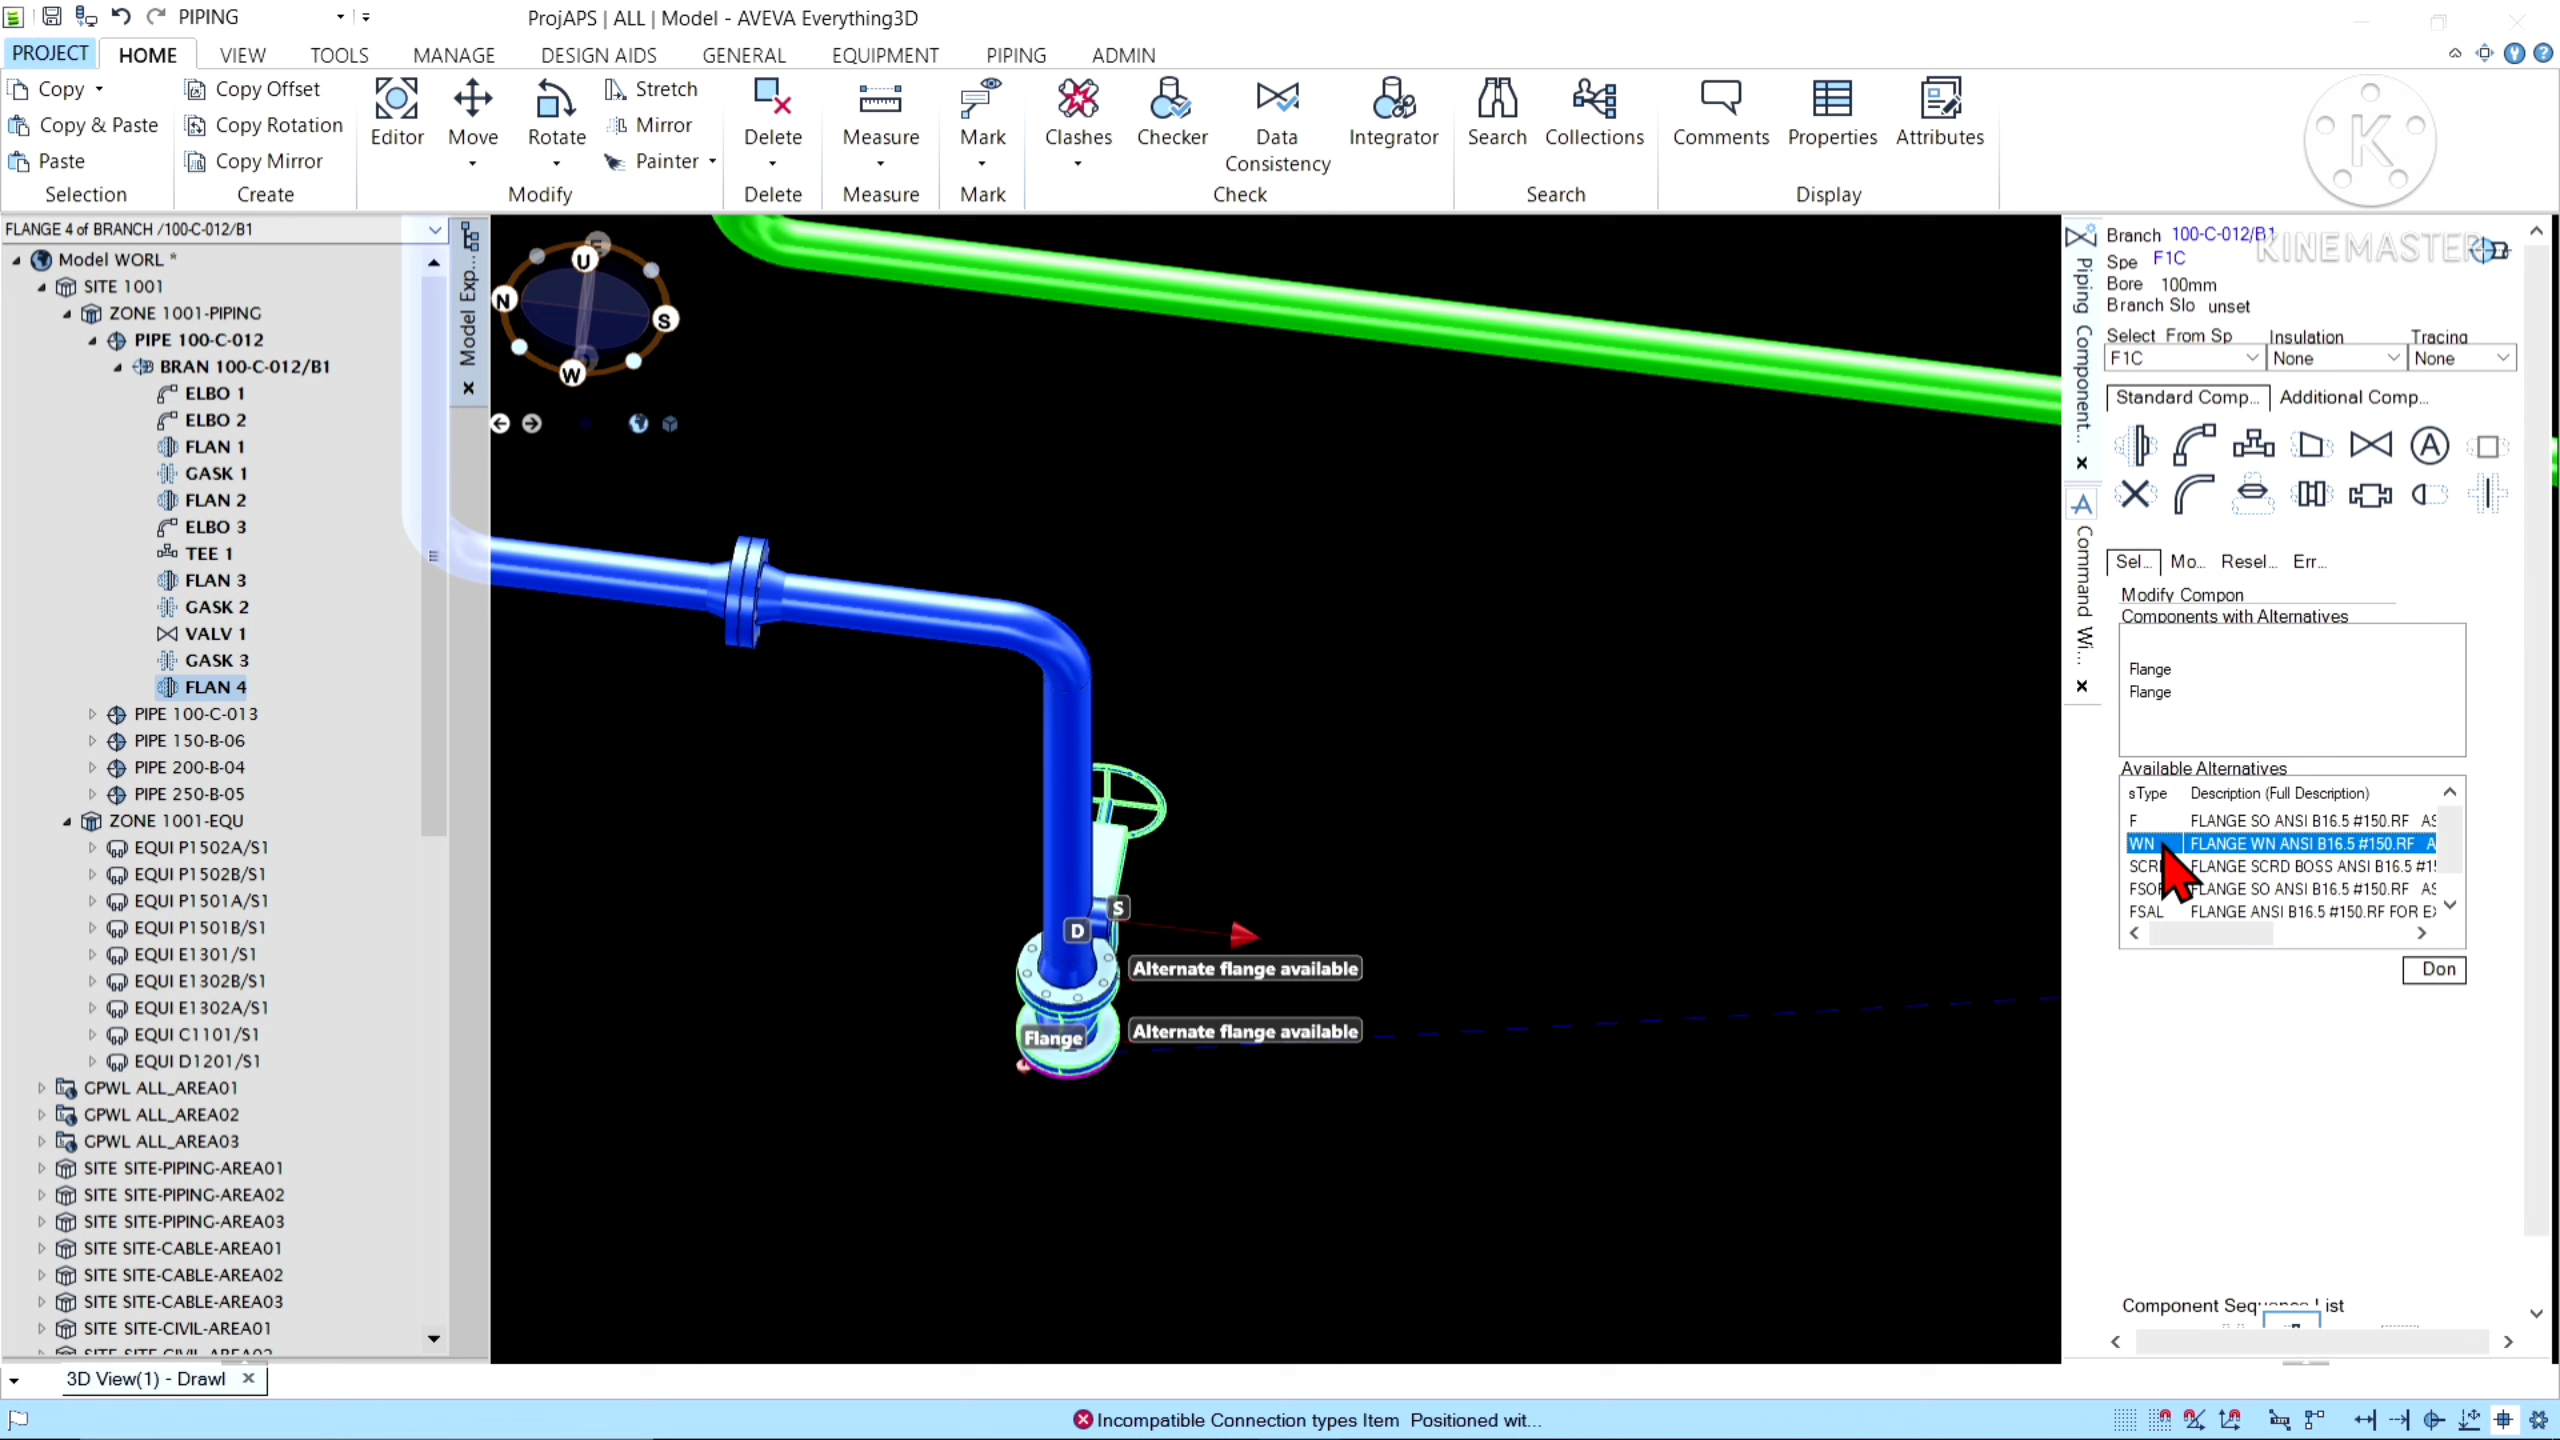 PIPING
ProjAPS | ALL | Model - AVEVA Everything3D
PROJECT HOME VIEW TOOLS MANAGE DESIGN AIDS GENERAL EQUIPMENT PIPING ADMIN
Copy
Copy & Paste
Paste
Selection
Copy Offset
Copy Rotation
Copy Mirror
Create
Editor
Move
Rotate
Stretch
Mirror
Painter
Modify
Delete
Delete
Measure
Measure
Mark
Mark
Clashes
Checker
Data
Consistency
Integrator
Check
Search
Collections
Search
Comments
Properties
Attributes
Display
K
KINEMASTER
FLANGE 4 of BRANCH /100-C-012/B1
Model WORL *
SITE 1001
ZONE 1001-PIPING
PIPE 100-C-012
BRAN 100-C-012/B1
ELBO 1
ELBO 2
FLAN 1
GASK 1
FLAN 2
ELBO 3
TEE 1
FLAN 3
GASK 2
VALV 1
GASK 3
FLAN 4
PIPE 100-C-013
PIPE 150-B-06
PIPE 200-B-04
PIPE 250-B-05
ZONE 1001-EQU
EQUI P1502A/S1
EQUI P1502B/S1
EQUI P1501A/S1
EQUI P1501B/S1
EQUI E1301/S1
EQUI E1302B/S1
EQUI E1302A/S1
EQUI C1101/S1
EQUI D1201/S1
GPWL ALL_AREA01
GPWL ALL_AREA02
GPWL ALL_AREA03
SITE SITE-PIPING-AREA01
SITE SITE-PIPING-AREA02
SITE SITE-PIPING-AREA03
SITE SITE-CABLE-AREA01
SITE SITE-CABLE-AREA02
SITE SITE-CABLE-AREA03
SITE SITE-CIVIL-AREA01
Model Exp...
U
N
S
W
S
D
Alternate flange available
Alternate flange available
Flange
Piping Component...
Command Wi...
Branch 100-C-012/B1
Spe F1C
Bore 100mm
Branch Slo unset
Select From Sp Insulation Tracing
F1C None None
Standard Comp... Additional Comp...
A
Sel... Mo... Resel... Err...
Modify Compon
Components with Alternatives
Flange
Flange
Available Alternatives
sType Description (Full Description)
F FLANGE SO ANSI B16.5 #150.RF AS
WN FLANGE WN ANSI B16.5 #150.RF A
FLANGE SCRD BOSS ANSI B16.5
FLANGE SO ANSI B16.5 #150.RF AS
FSAL FLANGE ANSI B16.5 #150.RF FOR
Don
Component
3D View(1) - Drawl
Incompatible Connection types Item Positioned wit...